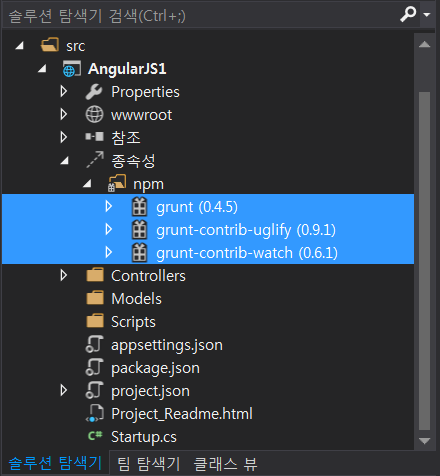 솔루션 탐색기 검색(Ctrl+;)
src
AngularJS1
Properties
wwwroot
참조
종속성
npm
grunt (0.4.5)
grunt-contrib-uglify (0.9.1)
grunt-contrib-watch (0.6.1)
Controllers
Models
Scripts
appsettings.json
package.json
project.json
Project_Readme.html
C# Startup.cs
솔루션 탐색기 팀 탐색기 클래스 뷰